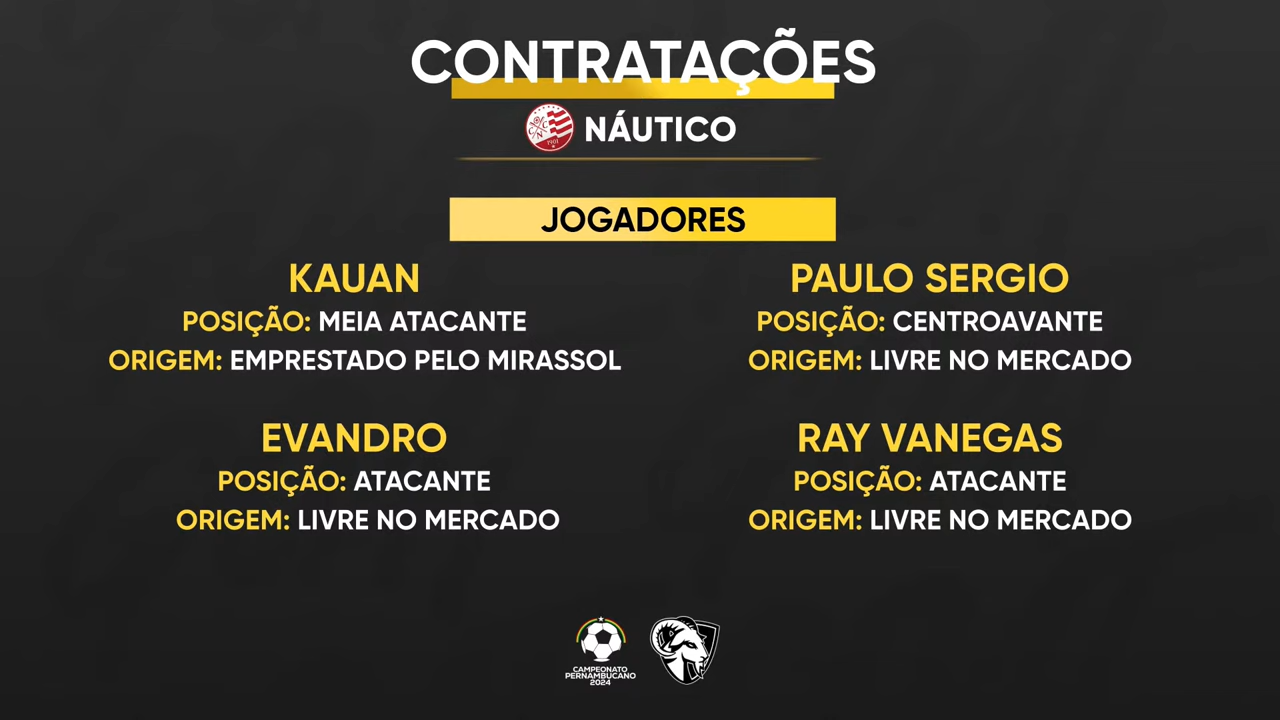 CONTRATAÇÕES
NÁUTICO
1901
JOGADORES
KAUAN
POSIÇÃO: MEIA ATACANTE
ORIGEM: EMPRESTADO PELO MIRASSOL
PAULO SERGIO
POSIÇÃO: CENTROAVANTE
ORIGEM: LIVRE NO MERCADO
EVANDRO
POSIÇÃO: ATACANTE
ORIGEM: LIVRE NO MERCADO
RAY VANEGAS
POSIÇÃO: ATACANTE
ORIGEM: LIVRE NO MERCADO
CAMPEONATO
PERNAMBUCANO
2024